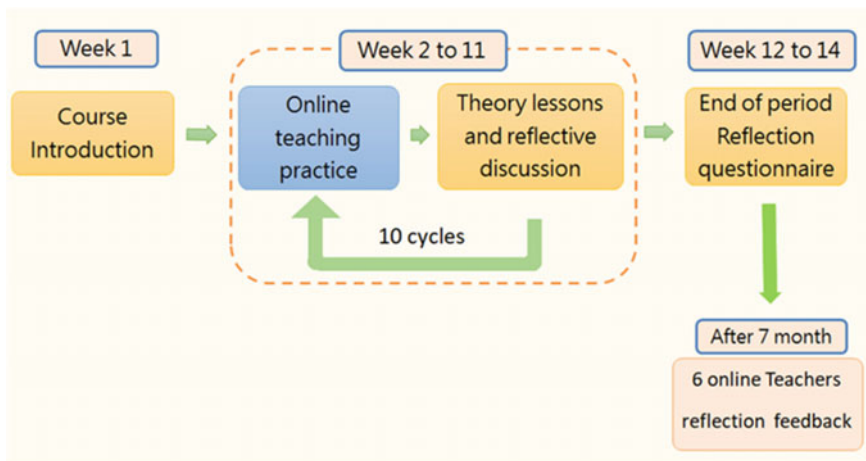 Week 1
Course
Introduction
Week 2 to 11
Online
teaching
practice
Theory lessons
and reflective
discussion
10 cycles
Week 12 to 14
End of period
Reflection
questionnaire
After 7 month
6 online Teachers
reflection feedback